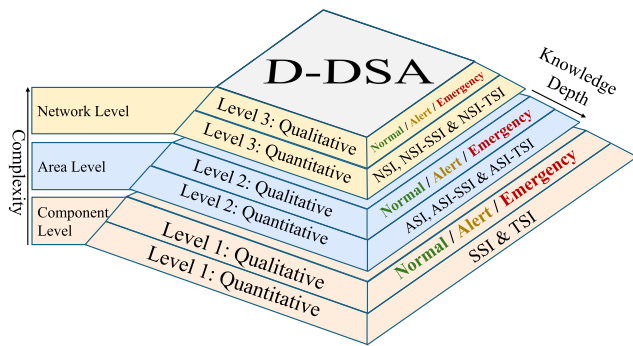 D-DSA
Knowledge
Depth
Complexity
Network Level
Level 3: Qualitative
Normal / Alert / Emergency
Level 3: Quantitative
NSI, NSI-SSI & NSI-TSI
Area Level
Level 2: Qualitative
Normal / Alert / Emergency
Level 2: Quantitative
ASI, ASI-SSI & ASI-TSI
Component
Level
Level 1: Qualitative
Normal / Alert / Emergency
Level 1: Quantitative
SSI & TSI